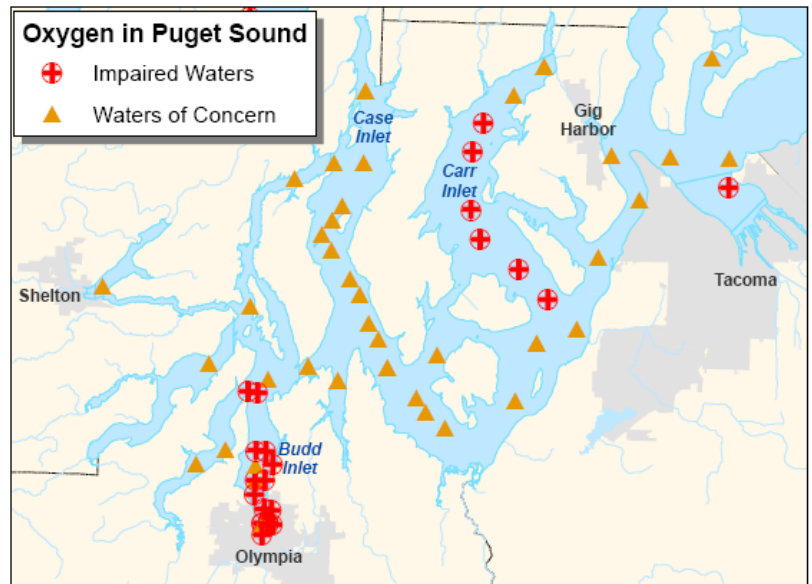 Oxygen in Puget Sound
Impaired Waters
Waters of Concern
Case
Inlet
Gig
Harbor
Carr
Inlet
Tacoma
Shelton
Budd
Inlet
Olympia